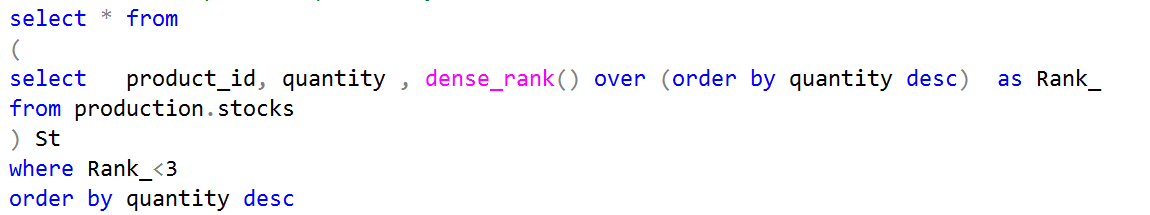 select * from
(
select   product_id, quantity , dense_rank() over (order by quantity desc)  as Rank_
from production.stocks
) St
where Rank_<3
order by quantity desc